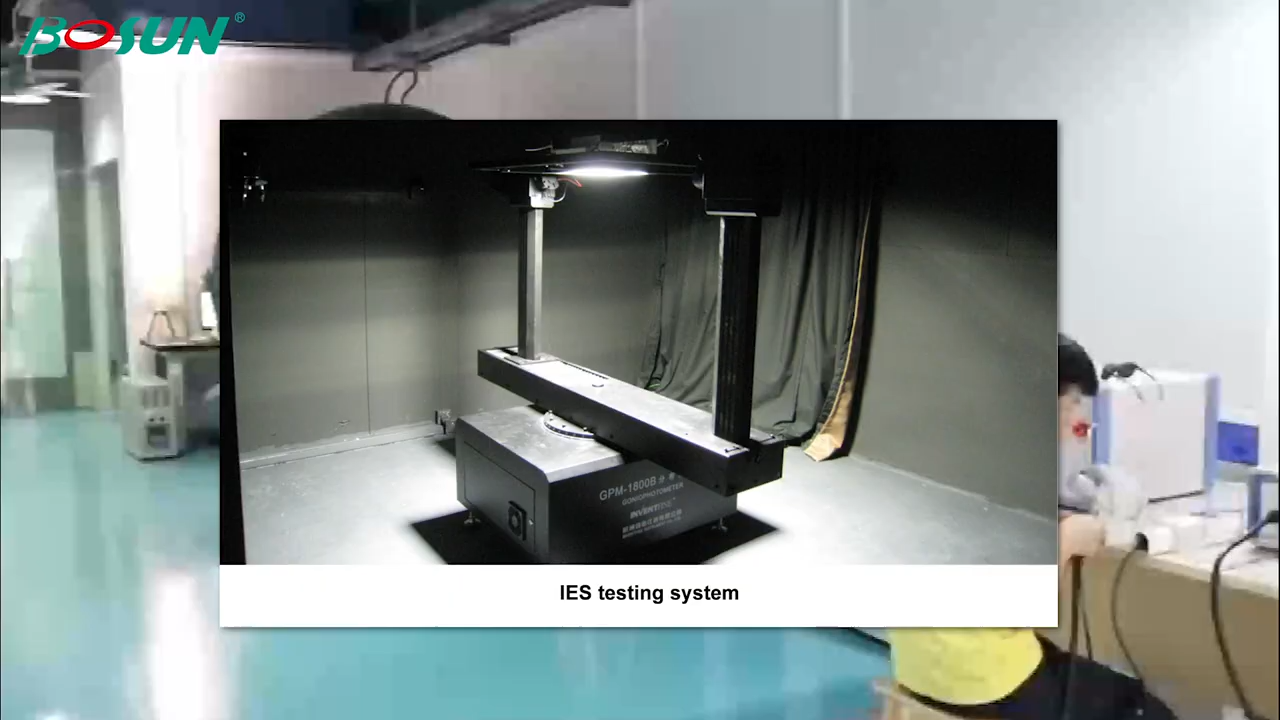 BOSUN®
GPM-1800B
GONIOPHOTOMETER
INVENTFINE
IES testing system